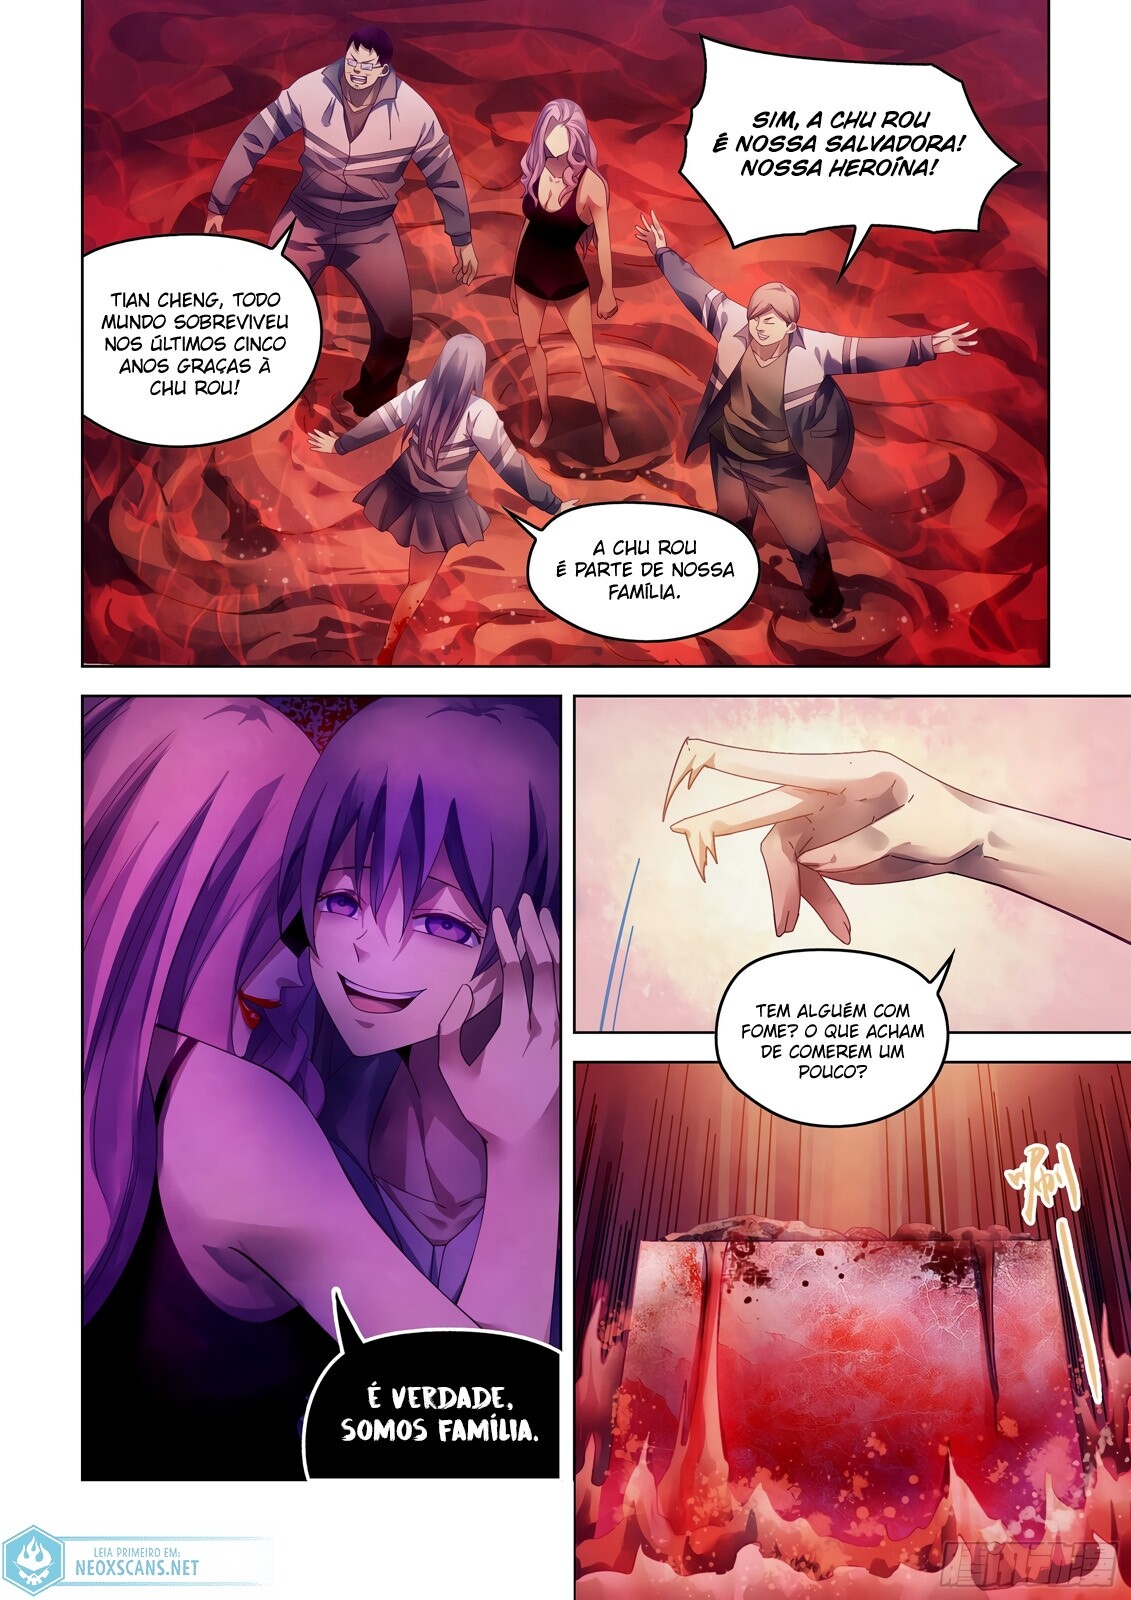 SIM, A CHU ROU
É NOSSA SALVADORA!
NOSSA HEROÍNA!
TIAN CHENG, TODO
MUNDO SOBREVIVEU
NOS ÚLTIMOS CINCO
ANOS GRAÇAS À
CHU ROU!
A CHU ROU
É PARTE DE NOSSA
FAMÍLIA.
TEM ALGUÉM COM
FOME? O QUE ACHAM
DE COMEREM UM
POUCO?
唰
É VERDADE,
SOMOS FAMÍLIA.
LEIA PRIMEIRO EM:
NEOXSCANS.NET